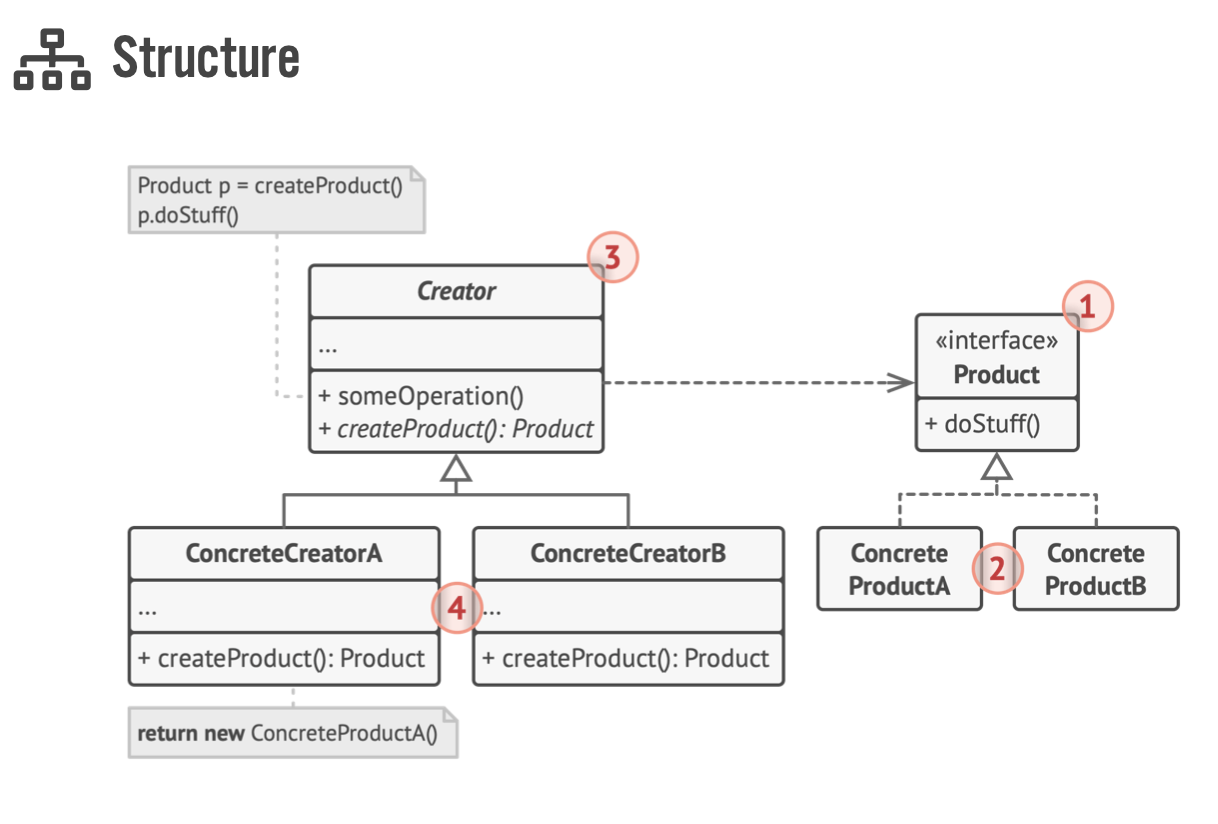 Structure
Product p = createProduct()
p.doStuff()
3
Creator
...
+ someOperation()
+ createProduct(): Product
1
«interface»
Product
+ doStuff()
ConcreteCreatorA
...
+ createProduct(): Product
4
ConcreteCreatorB
...
+ createProduct(): Product
Concrete
ProductA
2
Concrete
ProductB
return new ConcreteProductA()